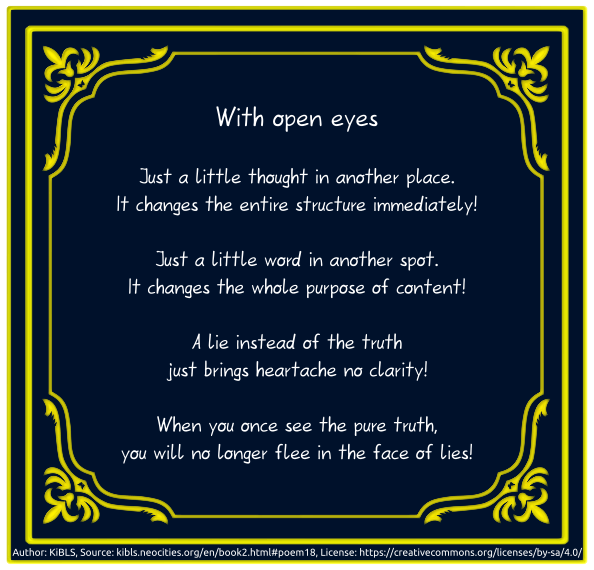 With open eyes
Just a little thought in another place.
It changes the entire structure immediately!
Just a little word in another spot.
It changes the whole purpose of content!
A lie instead of the truth
just brings heartache no clarity!
When you once see the pure truth,
you will no longer flee in the face of lies!
Author: KiBLS, Source: kibls.neocities.org/en/book2.html#poem18, License: https://creativecommons.org/licenses/by-sa/4.0/